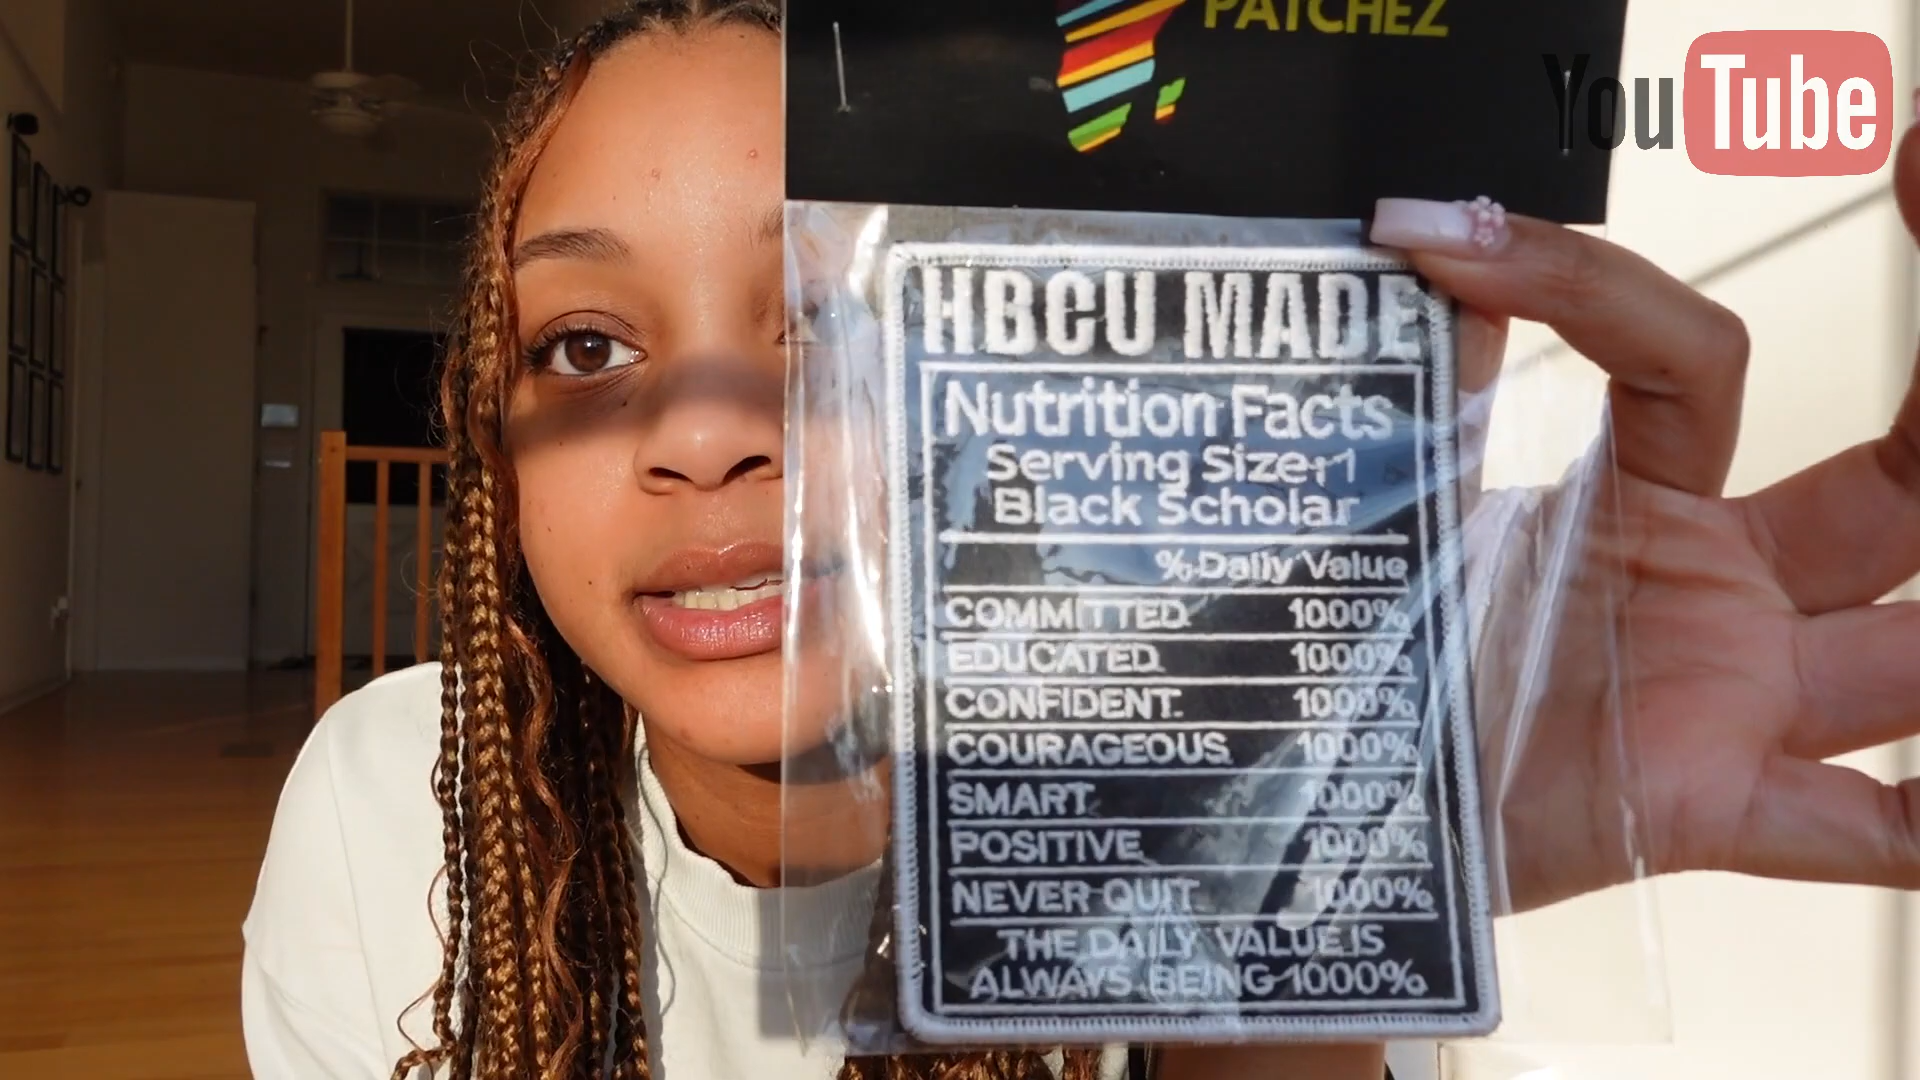 PATCHEZ
YouTube
HBCU MADE
Nutrition Facts
Serving Size: 1
Black Scholar
% Daily Value
COMMITTED 1000%
EDUCATED 1000%
CONFIDENT 1000%
COURAGEOUS 1000%
SMART 1000%
POSITIVE 1000%
NEVER QUIT 1000%
THE DAILY VALUE IS
ALWAYS BEING 1000%